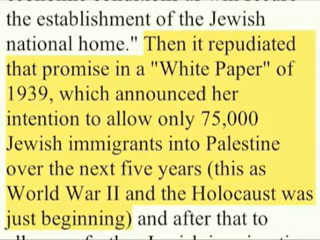 the establishment of the Jewish
national home." Then it repudiated
that promise in a "White Paper" of
1939, which announced her
intention to allow only 75,000
Jewish immigrants into Palestine
over the next five years (this as
World War II and the Holocaust was
just beginning) and after that to